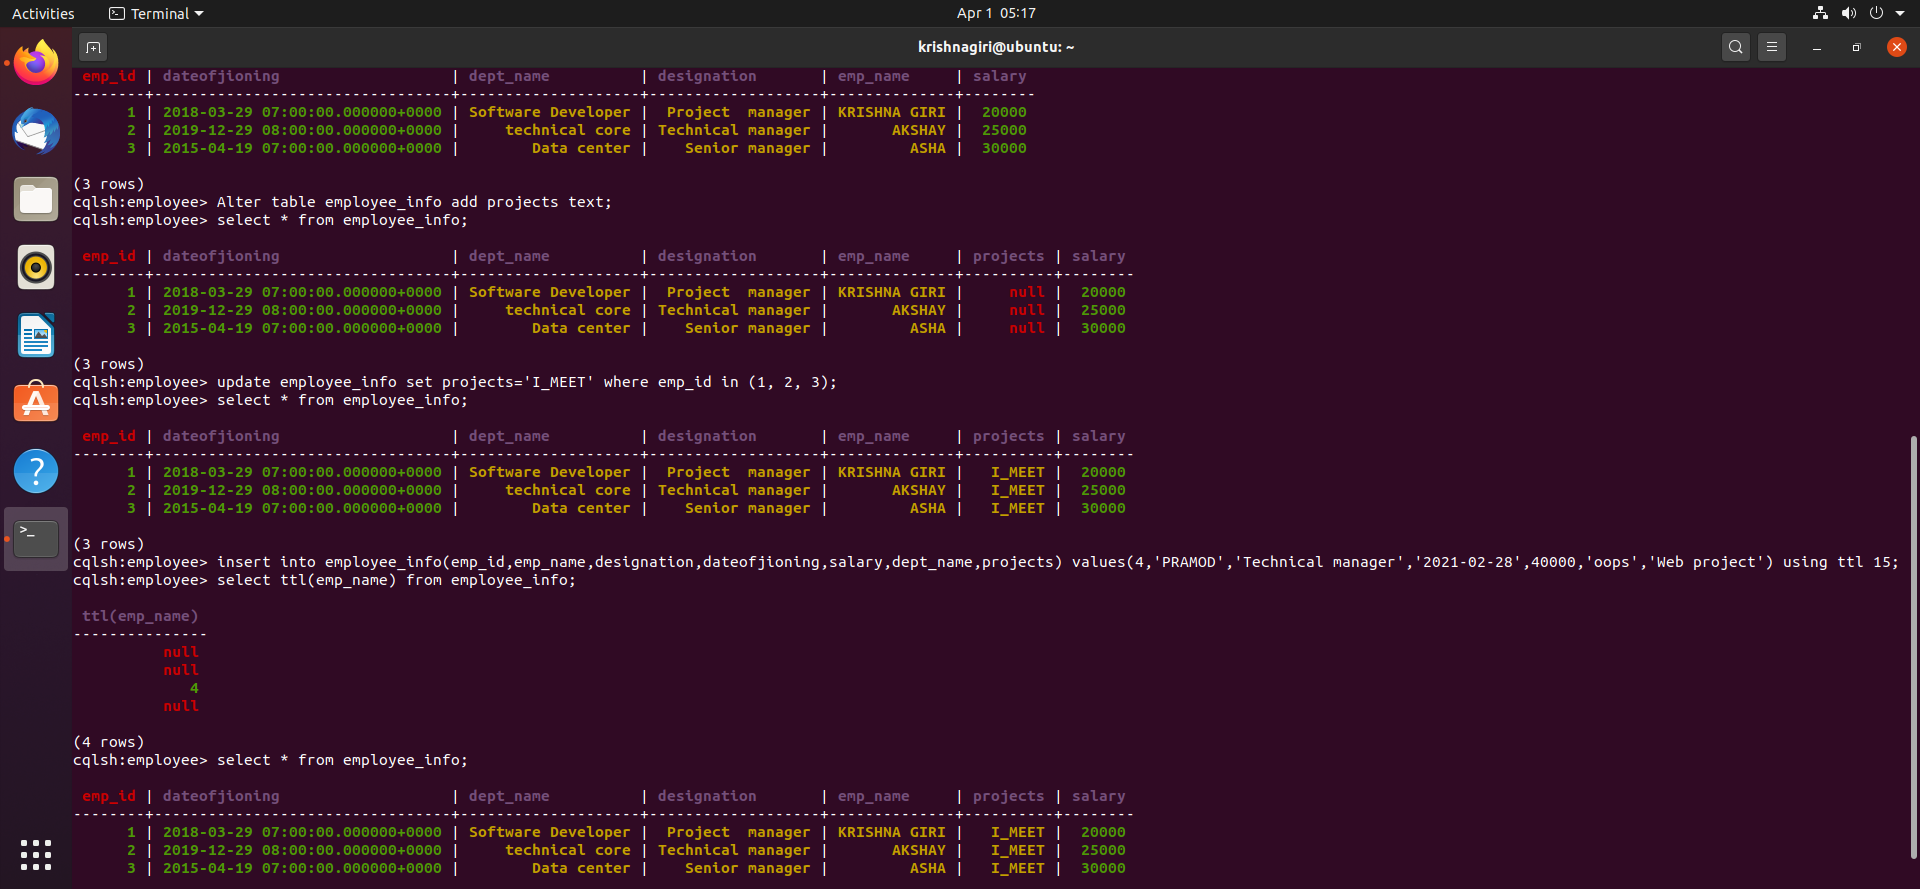 Activities Terminal Apr 1 05:17
krishnagiri@ubuntu: ~
emp_id | dateofjioning | dept_name | designation | emp_name | salary
--------+---------------------------------+--------------------+-------------------+--------------+--------
1 | 2018-03-29 07:00:00.000000+0000 | Software Developer | Project  manager | KRISHNA GIRI | 20000
2 | 2019-12-29 08:00:00.000000+0000 | technical core | Technical manager | AKSHAY | 25000
3 | 2015-04-19 07:00:00.000000+0000 | Data center | Senior manager | ASHA | 30000
(3 rows)
cqlsh:employee> Alter table employee_info add projects text;
cqlsh:employee> select * from employee_info;
emp_id | dateofjioning | dept_name | designation | emp_name | projects | salary
--------+---------------------------------+--------------------+-------------------+--------------+----------+--------
1 | 2018-03-29 07:00:00.000000+0000 | Software Developer | Project  manager | KRISHNA GIRI | null | 20000
2 | 2019-12-29 08:00:00.000000+0000 | technical core | Technical manager | AKSHAY | null | 25000
3 | 2015-04-19 07:00:00.000000+0000 | Data center | Senior manager | ASHA | null | 30000
(3 rows)
cqlsh:employee> update employee_info set projects='I_MEET' where emp_id in (1, 2, 3);
cqlsh:employee> select * from employee_info;
emp_id | dateofjioning | dept_name | designation | emp_name | projects | salary
--------+---------------------------------+--------------------+-------------------+--------------+----------+--------
1 | 2018-03-29 07:00:00.000000+0000 | Software Developer | Project  manager | KRISHNA GIRI | I_MEET | 20000
2 | 2019-12-29 08:00:00.000000+0000 | technical core | Technical manager | AKSHAY | I_MEET | 25000
3 | 2015-04-19 07:00:00.000000+0000 | Data center | Senior manager | ASHA | I_MEET | 30000
(3 rows)
cqlsh:employee> insert into employee_info(emp_id,emp_name,designation,dateofjioning,salary,dept_name,projects) values(4,'PRAMOD','Technical manager','2021-02-28',40000,'oops','Web project') using ttl 15;
cqlsh:employee> select ttl(emp_name) from employee_info;
ttl(emp_name)
---------------
null
null
4
null
(4 rows)
cqlsh:employee> select * from employee_info;
emp_id | dateofjioning | dept_name | designation | emp_name | projects | salary
--------+---------------------------------+--------------------+-------------------+--------------+----------+--------
1 | 2018-03-29 07:00:00.000000+0000 | Software Developer | Project  manager | KRISHNA GIRI | I_MEET | 20000
2 | 2019-12-29 08:00:00.000000+0000 | technical core | Technical manager | AKSHAY | I_MEET | 25000
3 | 2015-04-19 07:00:00.000000+0000 | Data center | Senior manager | ASHA | I_MEET | 30000